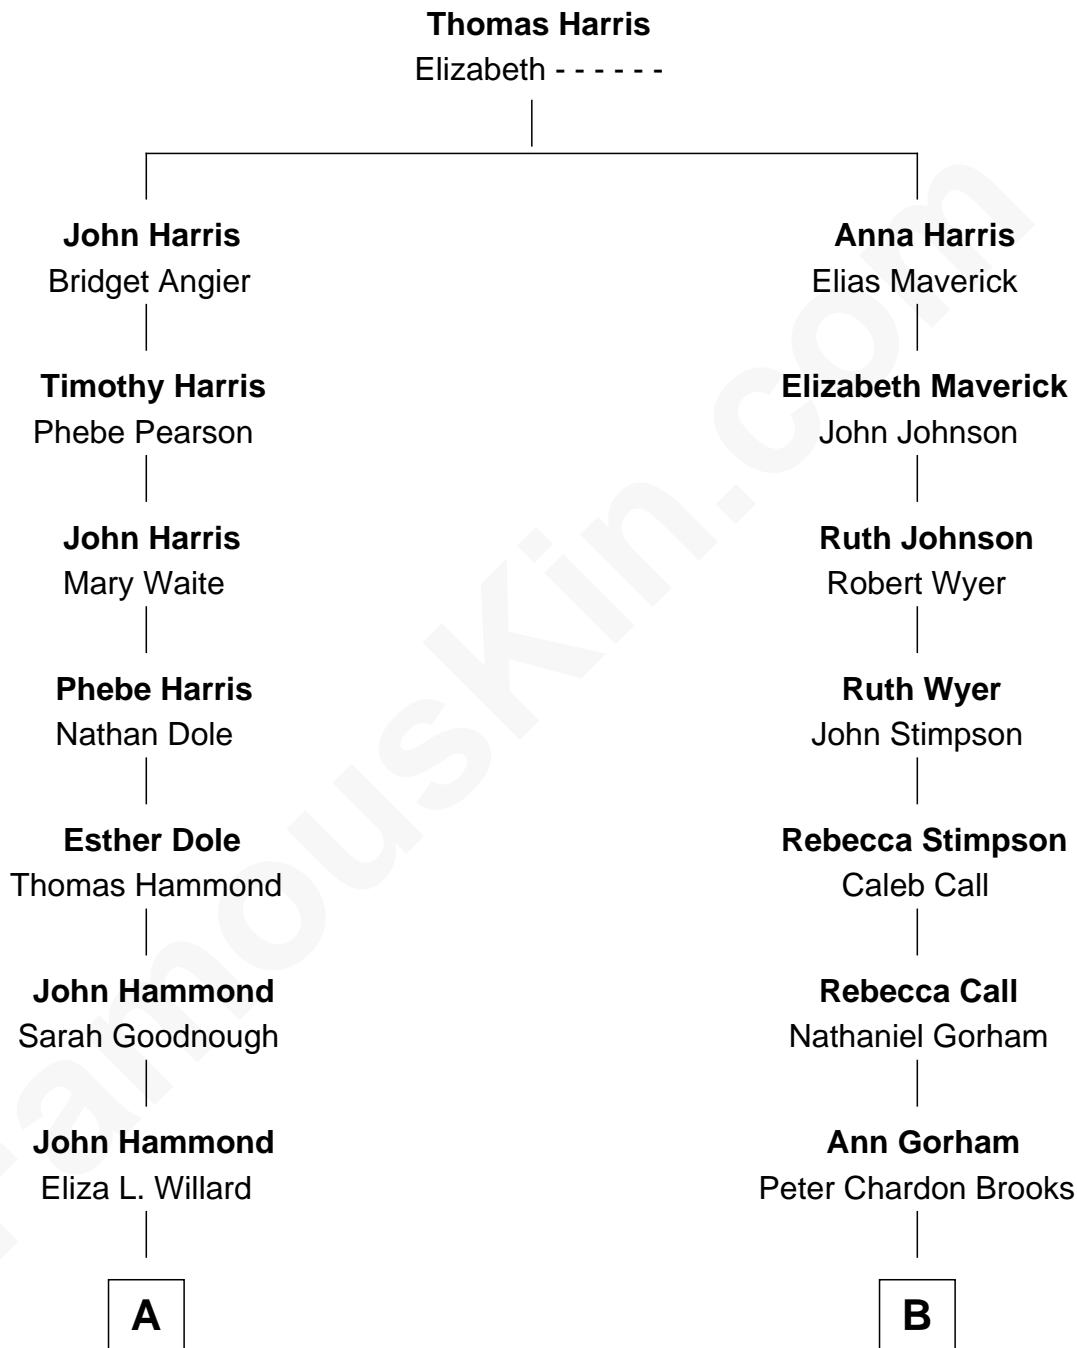 Thomas Harris
Elizabeth - - - - - -
John Harris
Bridget Angier
Timothy Harris
Phebe Pearson
John Harris
Mary Waite
Phebe Harris
Nathan Dole
Esther Dole
Thomas Hammond
John Hammond
Sarah Goodnough
John Hammond
Eliza L. Willard
A
Anna Harris
Elias Maverick
Elizabeth Maverick
John Johnson
Ruth Johnson
Robert Wyer
Ruth Wyer
John Stimpson
Rebecca Stimpson
Caleb Call
Rebecca Call
Nathaniel Gorham
Ann Gorham
Peter Chardon Brooks
B
FamousKin.com